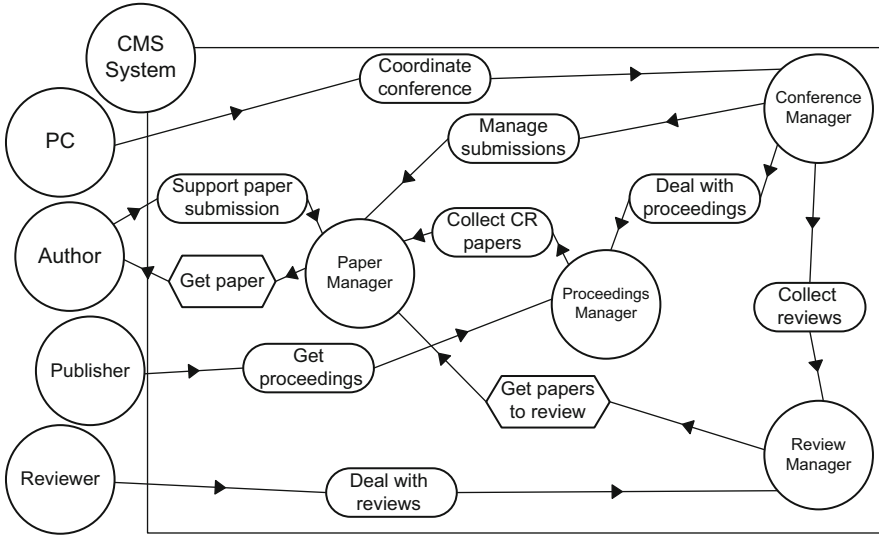 CMS
System
Coordinate
conference
Conference
Manager
PC
Manage
submissions
Support paper
submission
Deal with
proceedings
Author
Collect CR
papers
Paper
Manager
Get paper
Proceedings
Manager
Collect
reviews
Publisher
Get
proceedings
Get papers
to review
Reviewer
Deal with
reviews
Review
Manager